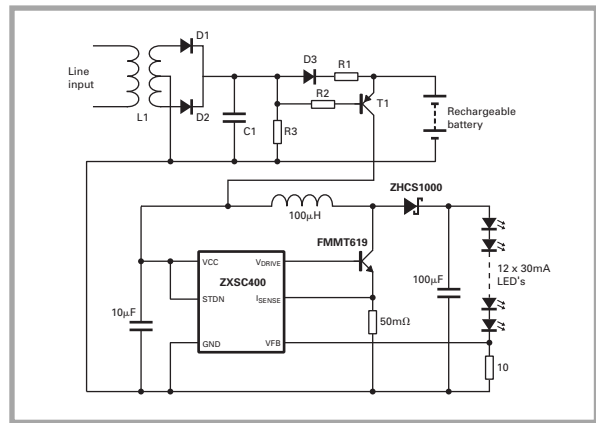 D1
Line
input
L1
D2
C1
D3
R1
R2
R3
T1
Rechargeable
battery
100µH
ZHCS1000
FMMT619
VCC
STDN
GND
ZXSC400
VDRIVE
ISENSE
VFB
10µF
50mΩ
100µF
12 x 30mA
LED's
10